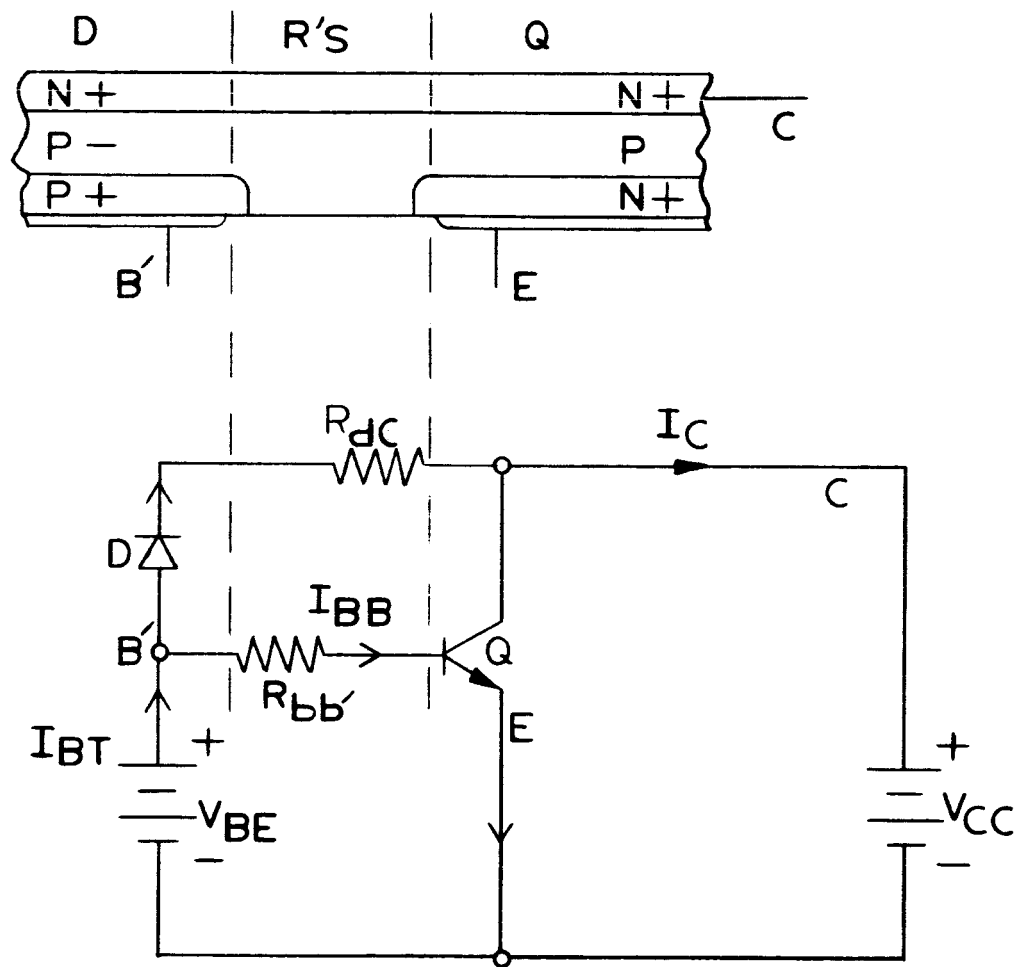 D R'S Q
N+ N+
C
P- P
P+ N+
B' E
RdC IC
C
D
IBB
B' Q
Rbb'
E
IBT + +
VBE VCC
- -